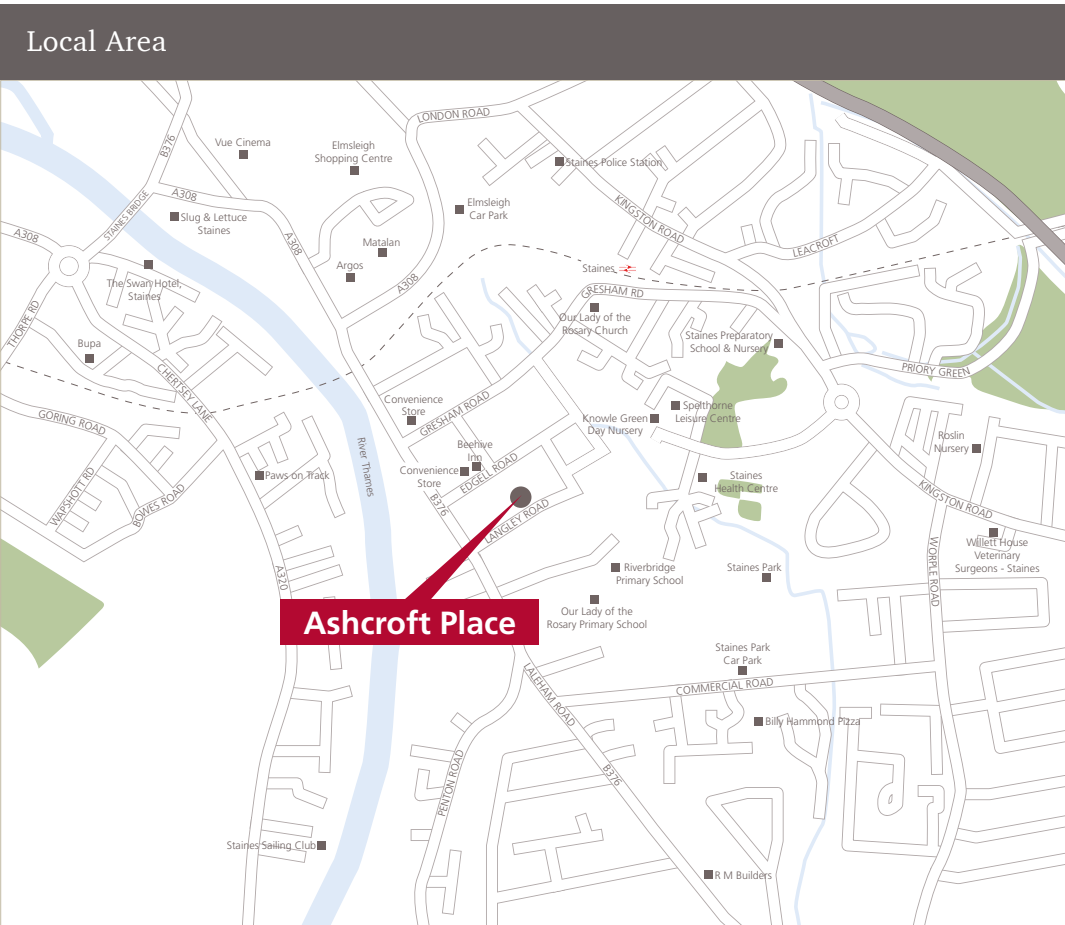 Local Area
LONDON ROAD
B376
Vue Cinema
Elmsleigh
Shopping Centre
Staines Police Station
A308
STAINES BRIDGE
Slug & Lettuce
Staines
Elmsleigh
Car Park
KINGSTON ROAD
A308
A308
Matalan
LEACROFT
Argos
Staines
A308
The Swan Hotel,
Staines
GRESHAM RD
THORPE RD
Our Lady of the
Rosary Church
Bupa
Staines Preparatory
School & Nursery
CHERTSEY LANE
PRIORY GREEN
Convenience
Store
GRESHAM ROAD
Spelthorne
Leisure Centre
Knowle Green
Day Nursery
GORING ROAD
Beehive
Inn
Roslin
Nursery
River Thames
Convenience
Store
EDGELL ROAD
Paws on Track
Staines
Health Centre
WAPSHOTT RD
BOWES ROAD
B376
KINGSTON ROAD
LANGLEY ROAD
Willett House
Veterinary
Surgeons - Staines
A320
WORPLE ROAD
Riverbridge
Primary School
Staines Park
Our Lady of the
Rosary Primary School
Ashcroft Place
Staines Park
Car Park
COMMERCIAL ROAD
LALEHAM ROAD
Billy Hammond Pizza
B376
PENTON ROAD
Staines Sailing Club
R M Builders